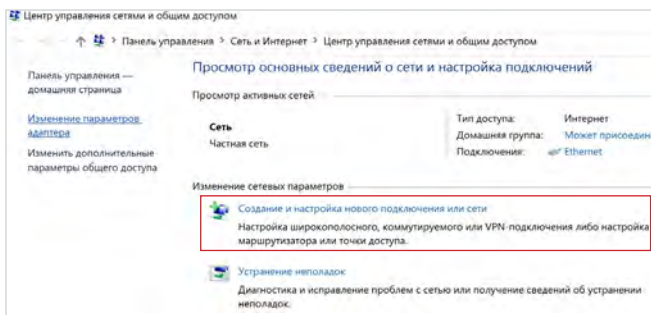 Центр управления сетями и общим доступом
Панель управления > Сеть и Интернет > Центр управления сетями и общим доступом
Панель управления —
домашняя страница
Изменение параметров
адаптера
Изменить дополнительные
параметры общего доступа
Просмотр основных сведений о сети и настройка подключений
Просмотр активных сетей
Сеть
Частная сеть
Тип доступа: Интернет
Домашняя группа: Может присоедин
Подключения: Ethernet
Изменение сетевых параметров
Создание и настройка нового подключения или сети
Настройка широкополосного, коммутируемого или VPN-подключения либо настройка
маршрутизатора или точки доступа.
Устранение неполадок
Диагностика и исправление проблем с сетью или получение сведений об устранении
неполадок.